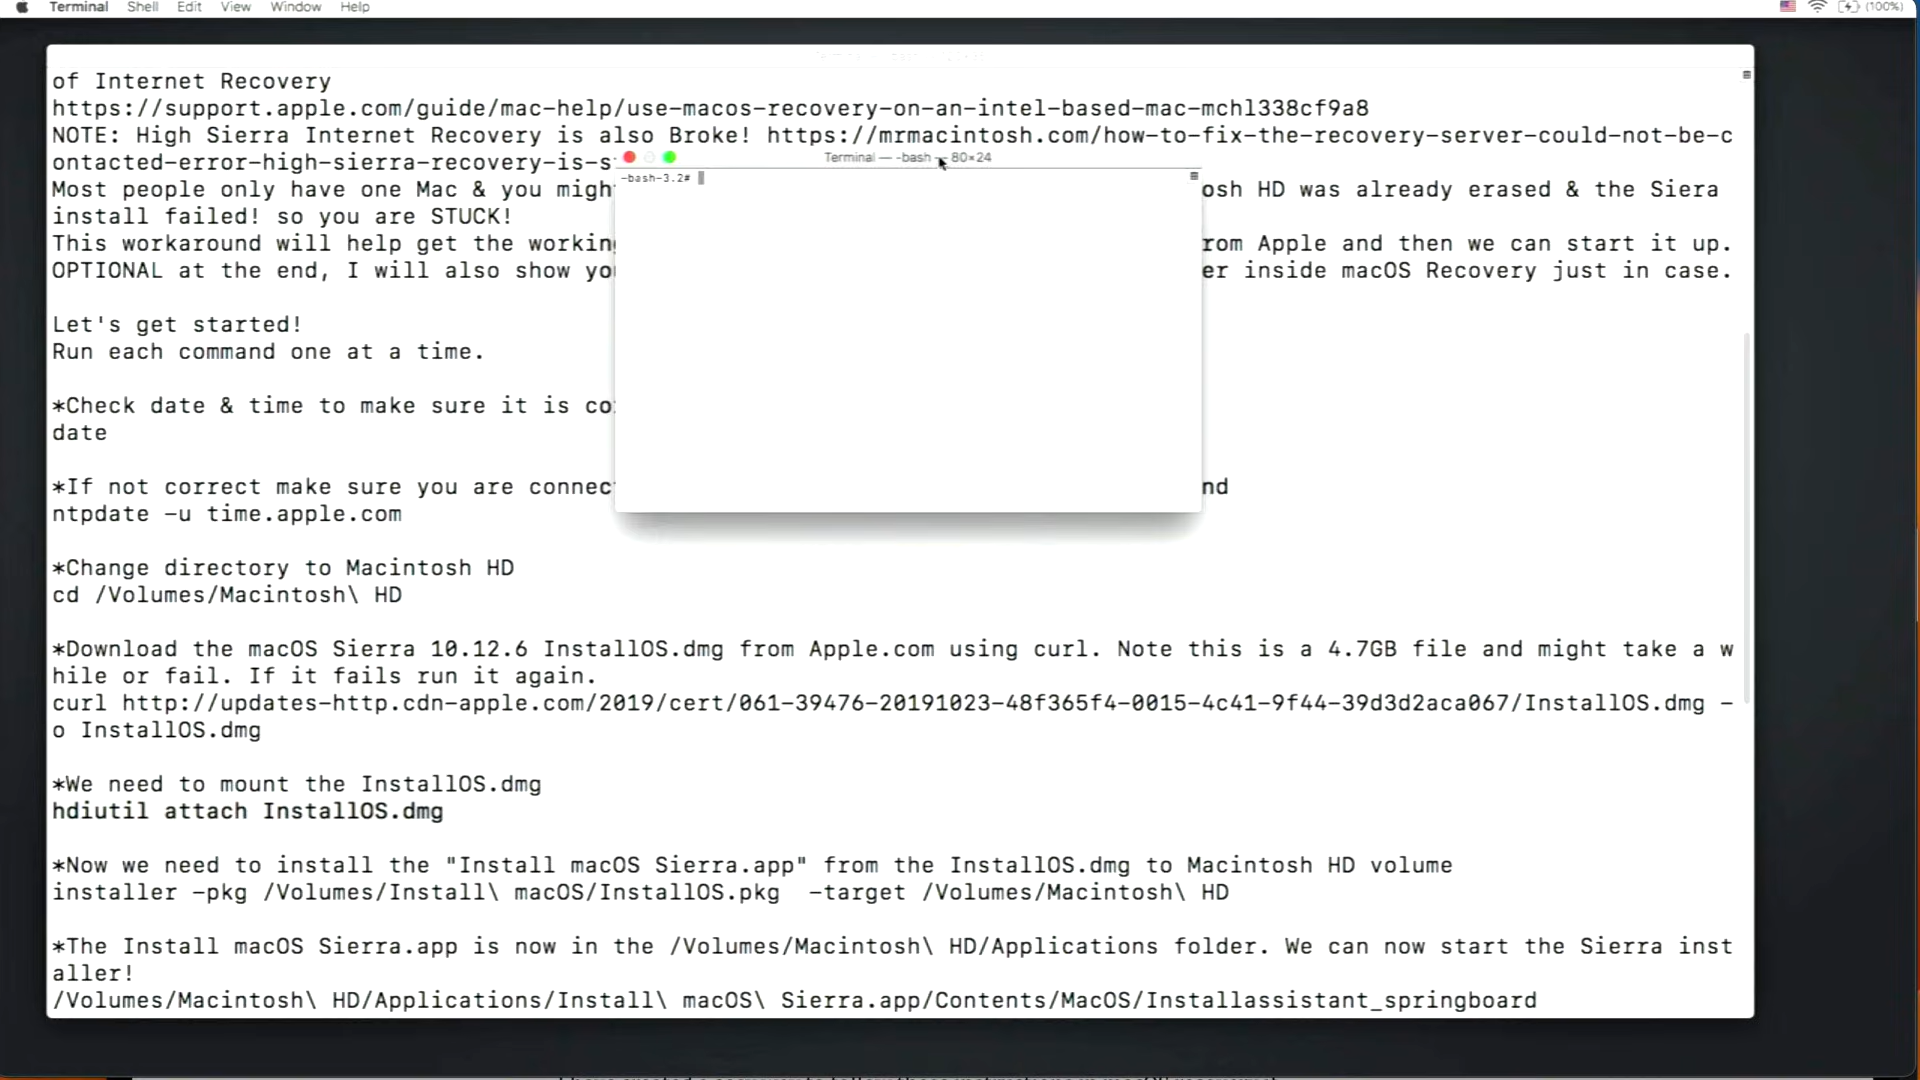 Terminal Shell Edit View Window Help (100%)
of Internet Recovery
https://support.apple.com/guide/mac-help/use-macos-recovery-on-an-intel-based-mac-mchl338cf9a8
NOTE: High Sierra Internet Recovery is also Broke! https://mrmacintosh.com/how-to-fix-the-recovery-server-could-not-be-c
ontacted-error-high-sierra-recovery-is-s
Terminal — -bash — 80×24
-bash-3.2#
Most people only have one Mac & you migh osh HD was already erased & the Siera
install failed! so you are STUCK!
This workaround will help get the workin rom Apple and then we can start it up.
OPTIONAL at the end, I will also show yo er inside macOS Recovery just in case.
Let's get started!
Run each command one at a time.
*Check date & time to make sure it is co
date
*If not correct make sure you are connec nd
ntpdate -u time.apple.com
*Change directory to Macintosh HD
cd /Volumes/Macintosh\ HD
*Download the macOS Sierra 10.12.6 InstallOS.dmg from Apple.com using curl. Note this is a 4.7GB file and might take a w
hile or fail. If it fails run it again.
curl http://updates-http.cdn-apple.com/2019/cert/061-39476-20191023-48f365f4-0015-4c41-9f44-39d3d2aca067/InstallOS.dmg -
o InstallOS.dmg
*We need to mount the InstallOS.dmg
hdiutil attach InstallOS.dmg
*Now we need to install the "Install macOS Sierra.app" from the InstallOS.dmg to Macintosh HD volume
installer -pkg /Volumes/Install\ macOS/InstallOS.pkg  -target /Volumes/Macintosh\ HD
*The Install macOS Sierra.app is now in the /Volumes/Macintosh\ HD/Applications folder. We can now start the Sierra inst
aller!
/Volumes/Macintosh\ HD/Applications/Install\ macOS\ Sierra.app/Contents/MacOS/Installassistant_springboard